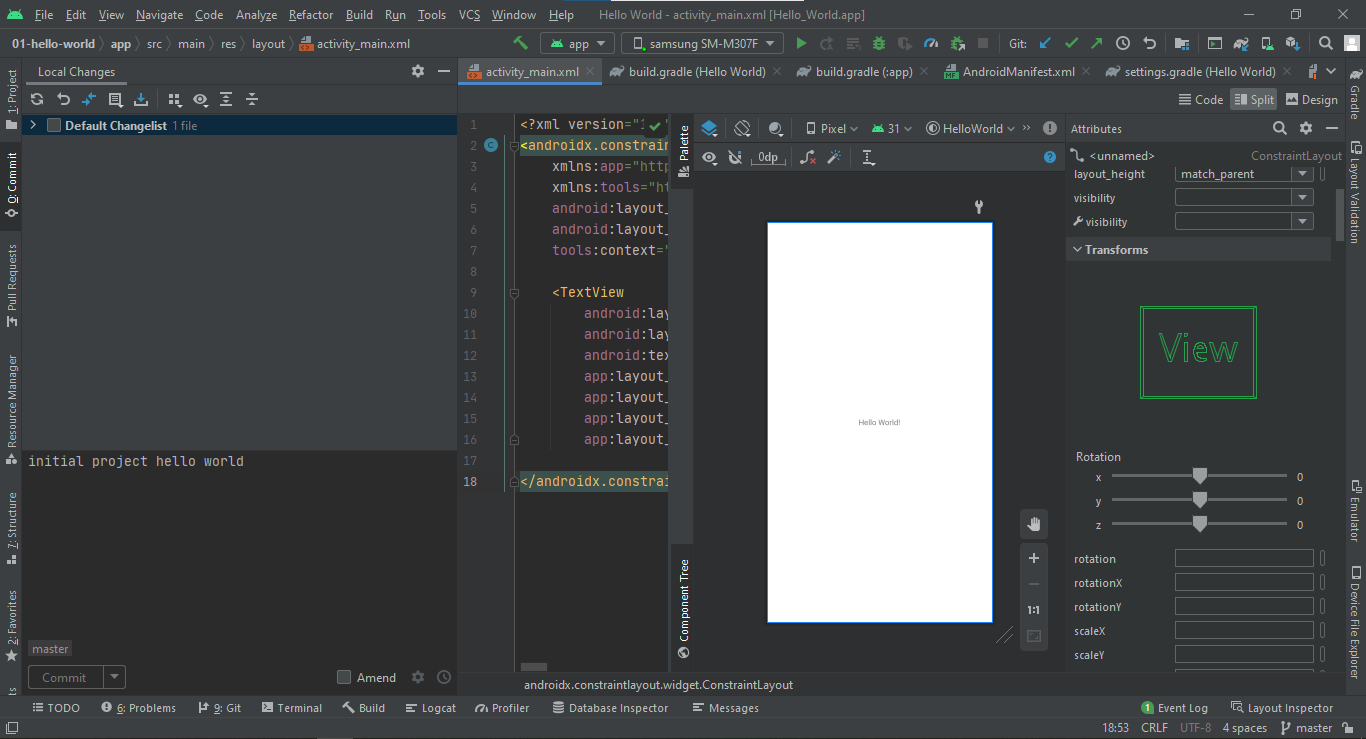 File Edit View Navigate Code Analyze Refactor Build Run Tools VCS Window Help Hello World - activity_main.xml [Hello_World.app]
01-hello-world app src main res layout activity_main.xml app samsung SM-M307F Git:
1: Project
0: Commit
Pull Requests
Resource Manager
7: Structure
2: Favorites
Local Changes
Default Changelist 1 file
initial project hello world
master
Commit Amend
activity_main.xml build.gradle (Hello World) build.gradle (:app) AndroidManifest.xml settings.gradle (Hello World)
Code Split Design
1 <?xml version="1
2 <androidx.constrain
3 xmlns:app="http
4 xmlns:tools="ht
5 android:layout_
6 android:layout_
7 tools:context="
8
9 <TextView
10 android:lay
11 android:lay
12 android:tex
13 app:layout_
14 app:layout_
15 app:layout_
16 app:layout_
17
18 </androidx.constrai
Palette
Component Tree
Pixel 31 HelloWorld »
0dp
Hello World!
1:1
Attributes
<unnamed> ConstraintLayout
layout_height match_parent
visibility
visibility
Transforms
View
Rotation
x 0
y 0
z 0
rotation
rotationX
rotationY
scaleX
scaleY
Gradle
Layout Validation
Emulator
Device File Explorer
androidx.constraintlayout.widget.ConstraintLayout
TODO 6: Problems 9: Git Terminal Build Logcat Profiler Database Inspector Messages 1 Event Log Layout Inspector
18:53 CRLF UTF-8 4 spaces master